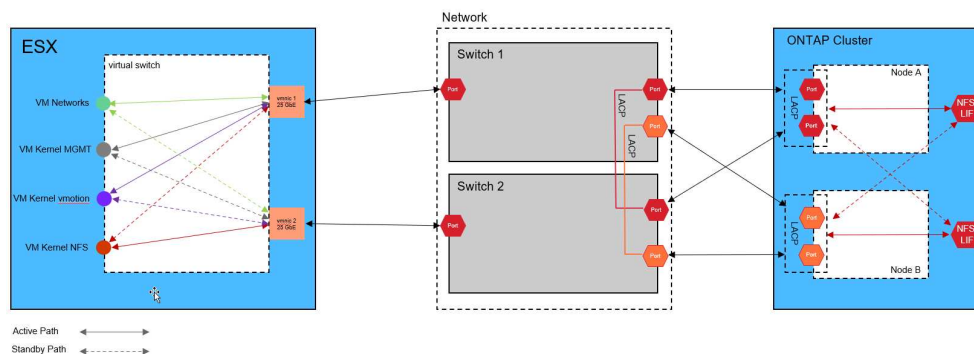 Network
ESX
virtual switch
VM Networks
VM Kernel MGMT
VM Kernel vmotion
VM Kernel NFS
vmnic 1
25 GbE
vmnic 2
25 GbE
Switch 1
Port
Port
Port
LACP
LACP
Switch 2
Port
Port
Port
ONTAP Cluster
Node A
Port
Port
LACP
NFS
LIF
Port
Port
LACP
NFS
LIF
Node B
Active Path
Standby Path